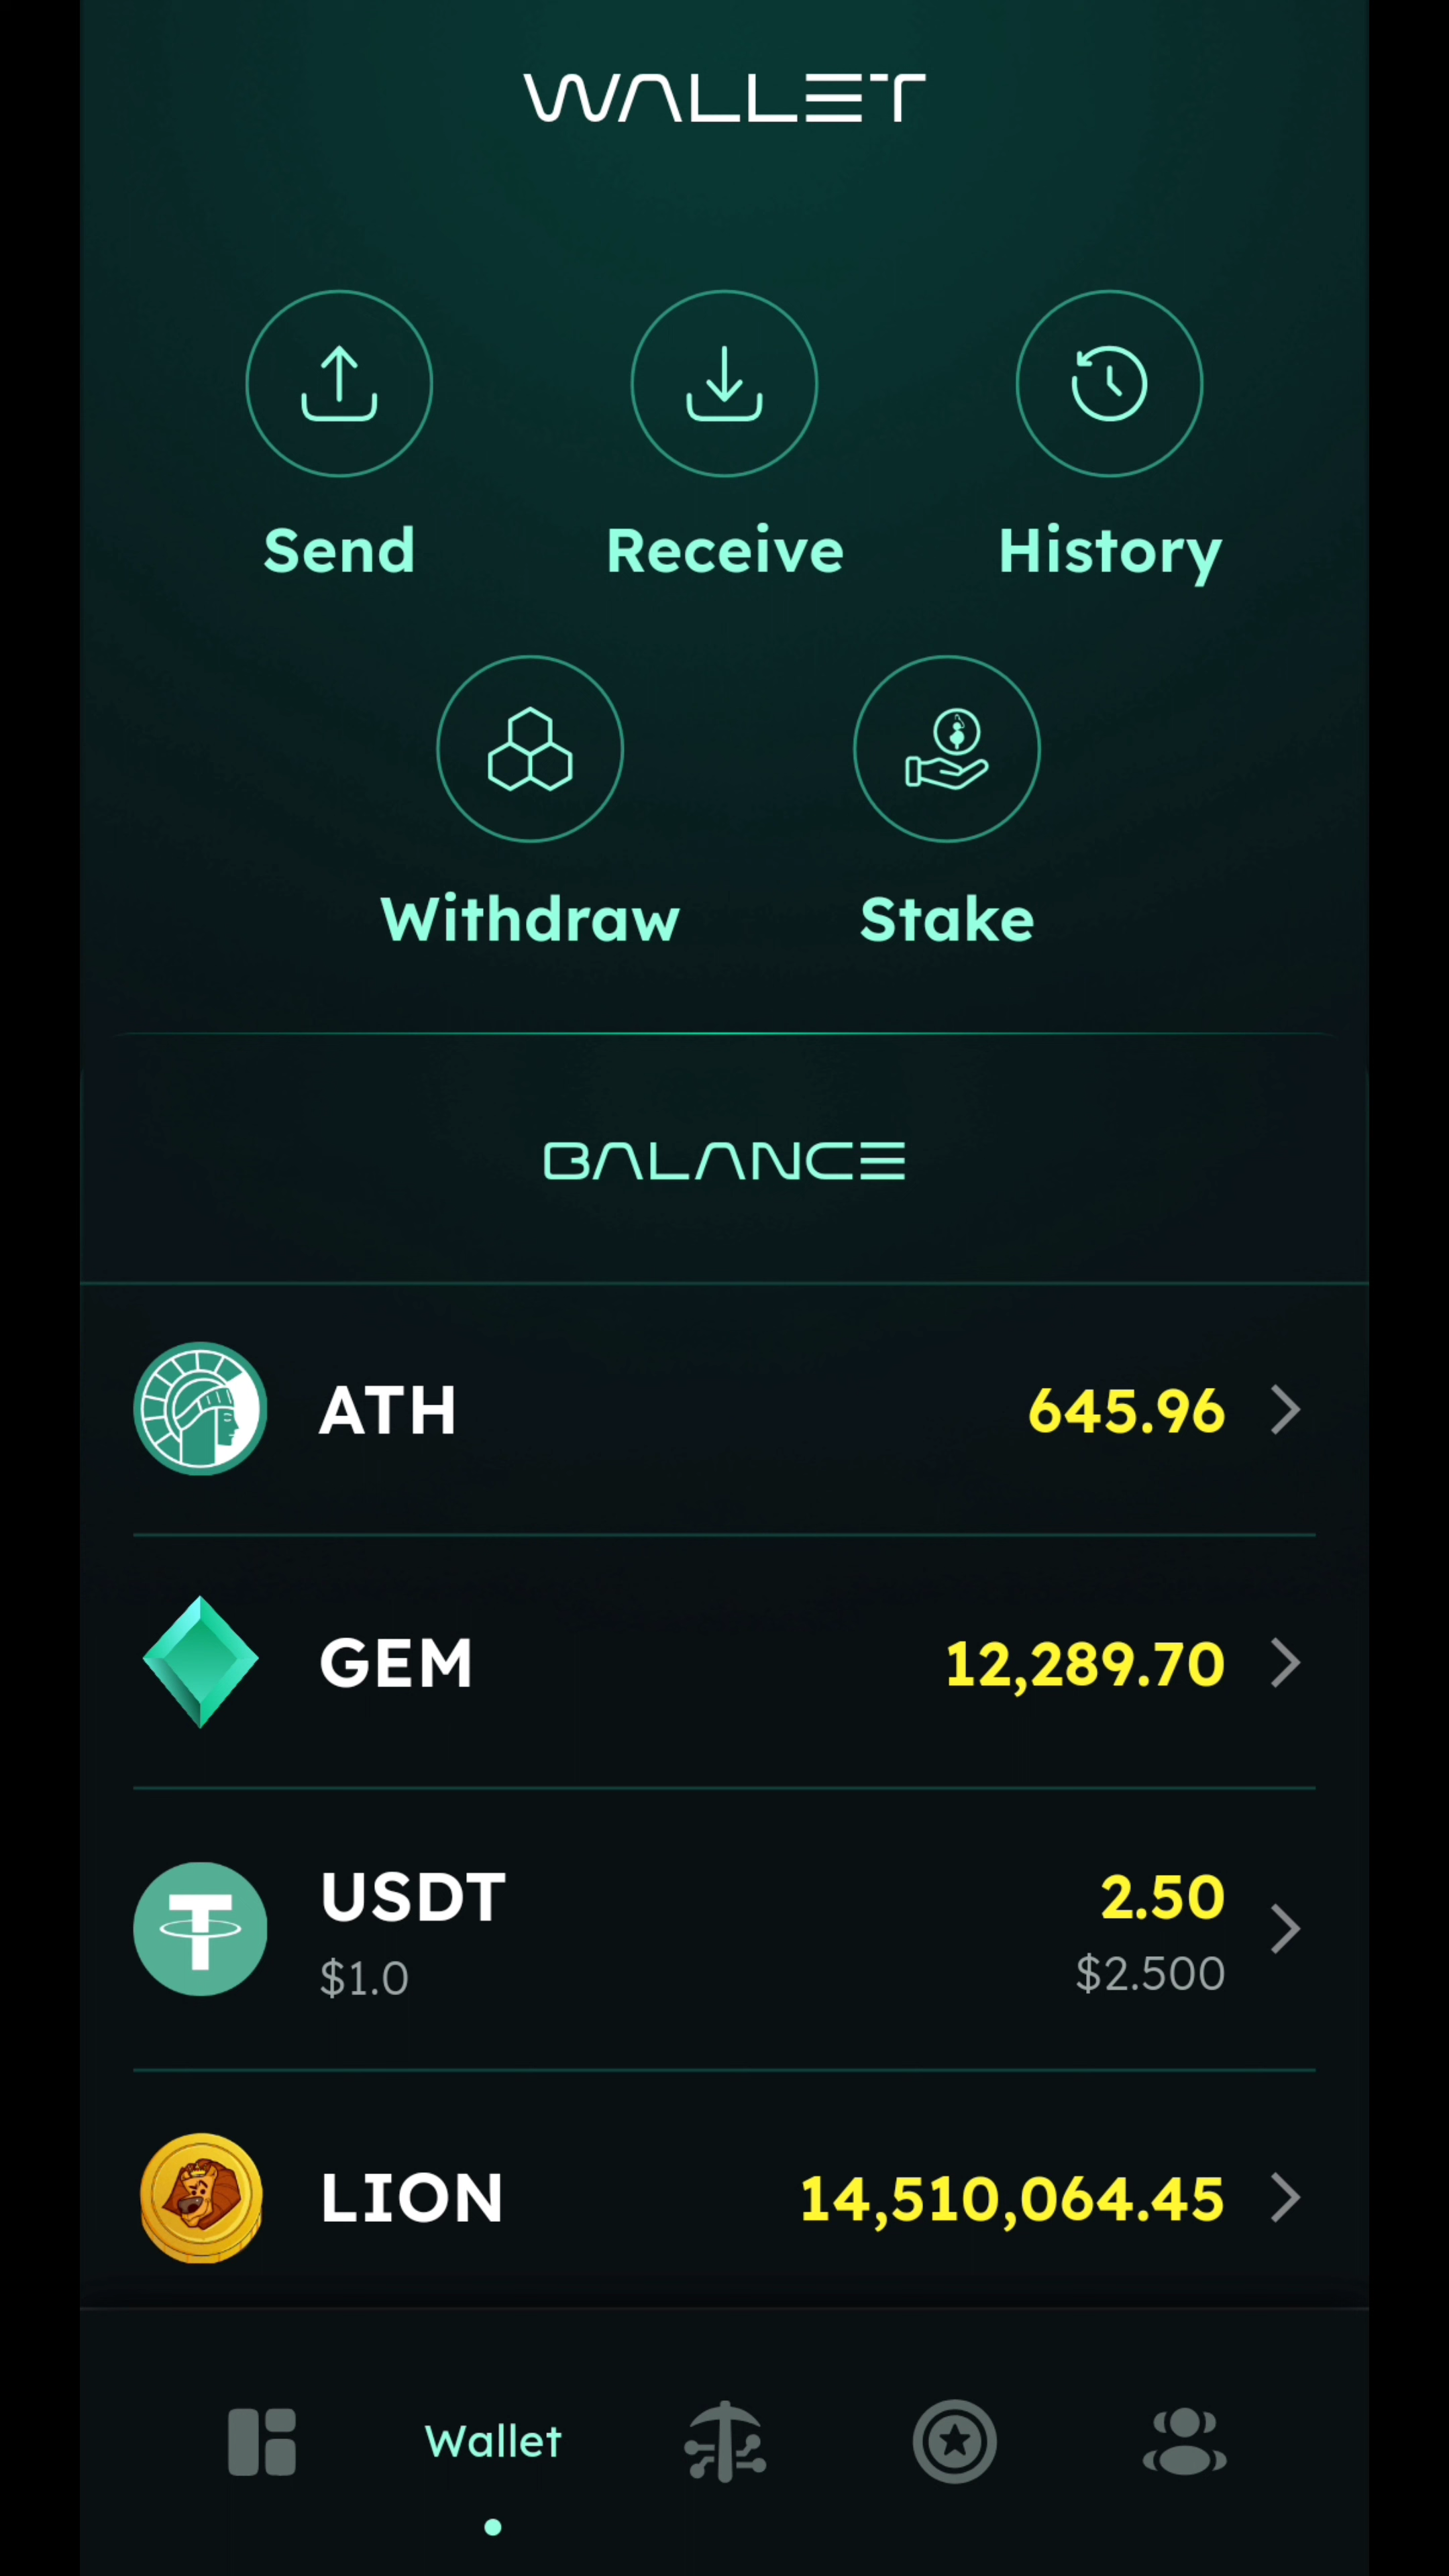 WALLET
Send Receive History
Withdraw Stake
BALANCE
ATH 645.96
GEM 12,289.70
USDT 2.50
$1.0 $2.500
LION 14,510,064.45
Wallet